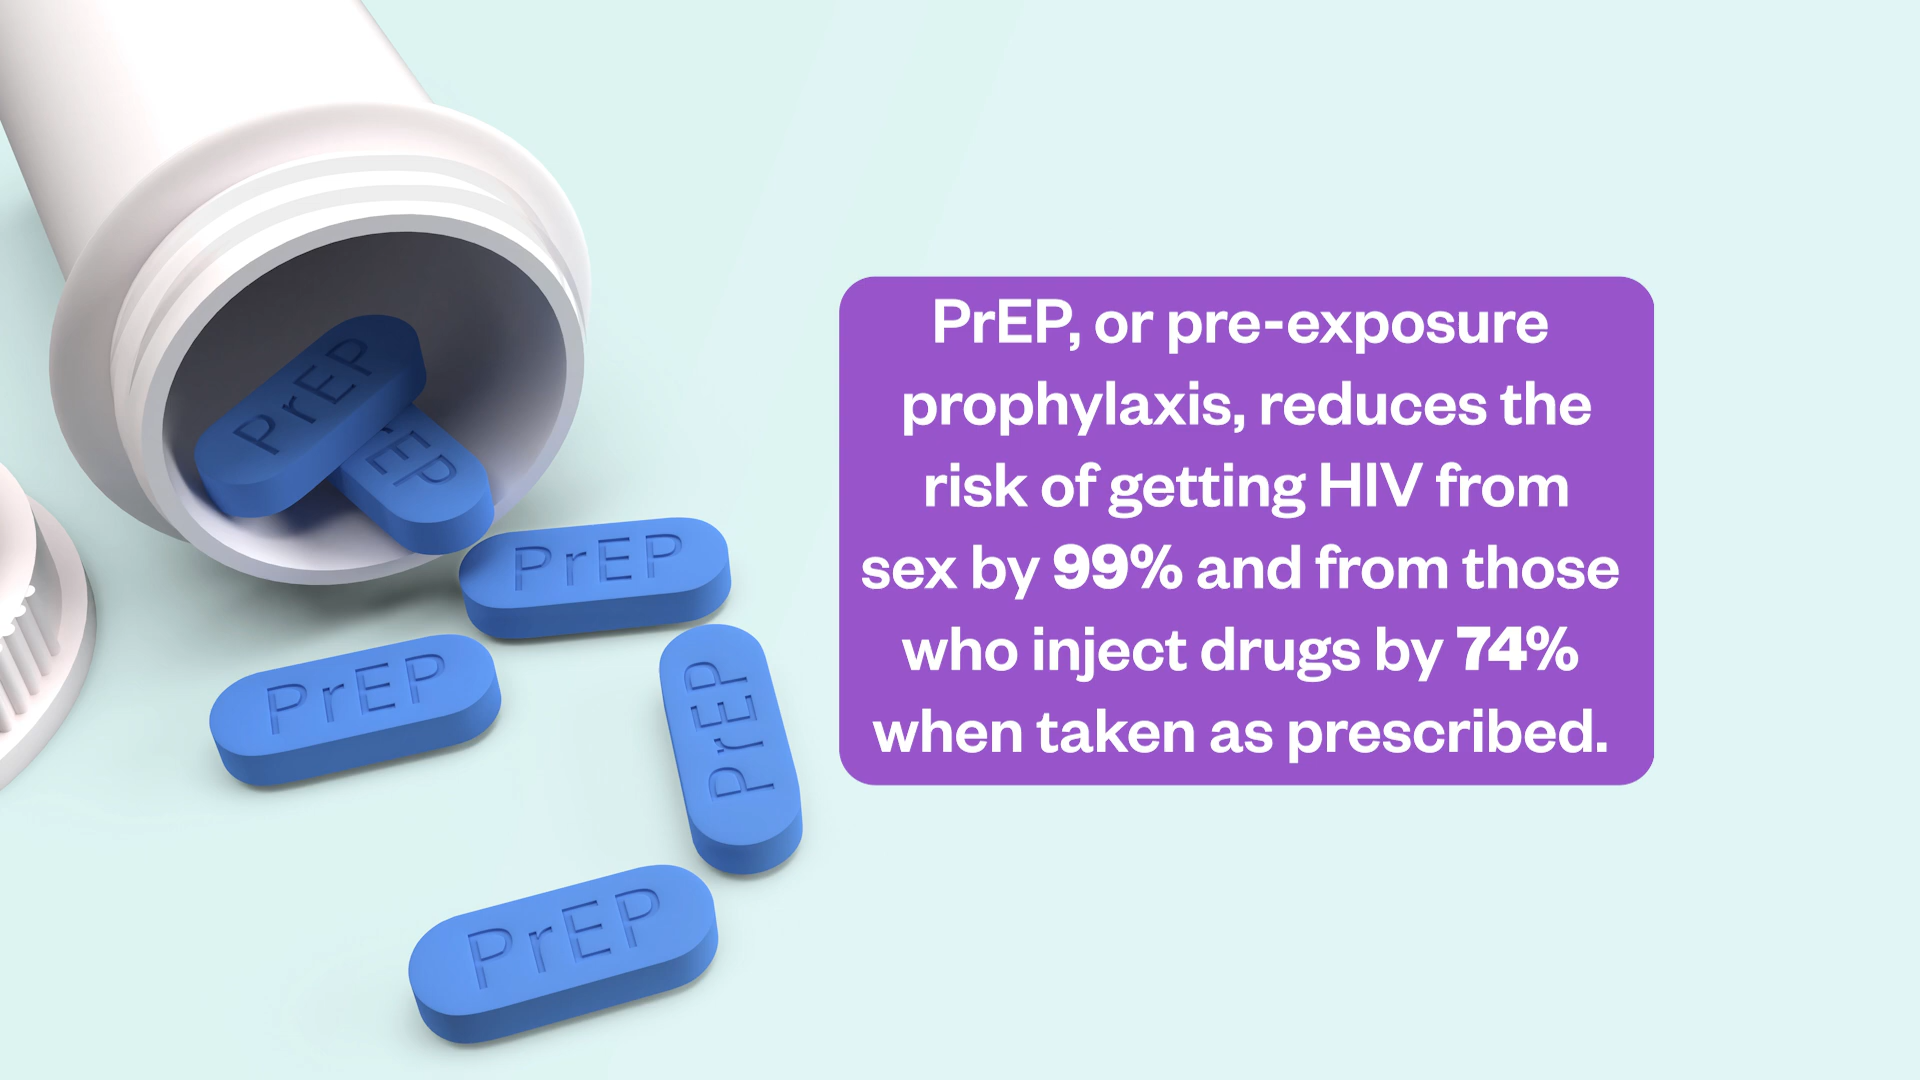 PrEP
rEP
PrEP
PrEP
PrEP
PrEP
PrEP, or pre-exposure
prophylaxis, reduces the
risk of getting HIV from
sex by 99% and from those
who inject drugs by 74%
when taken as prescribed.